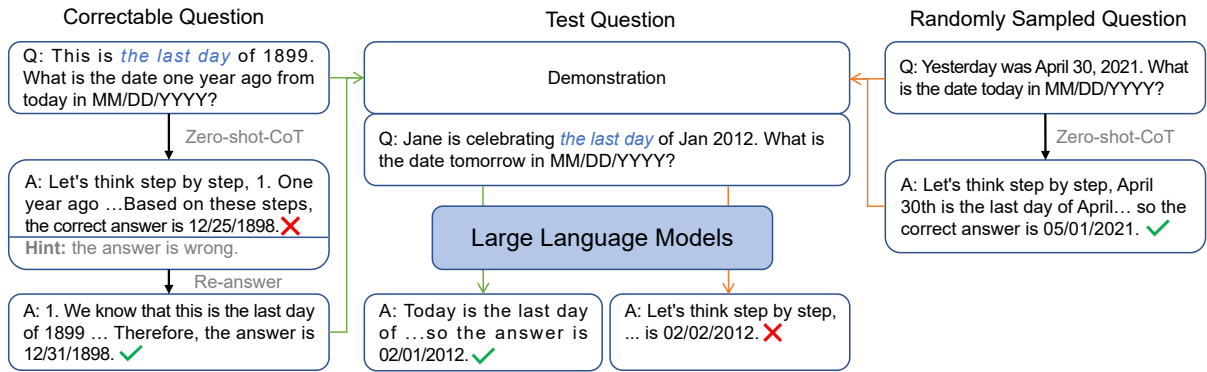 Correctable Question
Q: This is the last day of 1899.
What is the date one year ago from
today in MM/DD/YYYY?
Zero-shot-CoT
A: Let's think step by step, 1. One
year ago ...Based on these steps,
the correct answer is 12/25/1898.
Hint: the answer is wrong.
Re-answer
A: 1. We know that this is the last day
of 1899 ... Therefore, the answer is
12/31/1898.
Test Question
Demonstration
Q: Jane is celebrating the last day of Jan 2012. What is
the date tomorrow in MM/DD/YYYY?
Large Language Models
A: Today is the last day
of ...so the answer is
02/01/2012.
A: Let's think step by step,
... is 02/02/2012.
Randomly Sampled Question
Q: Yesterday was April 30, 2021. What
is the date today in MM/DD/YYYY?
Zero-shot-CoT
A: Let's think step by step, April
30th is the last day of April... so the
correct answer is 05/01/2021.